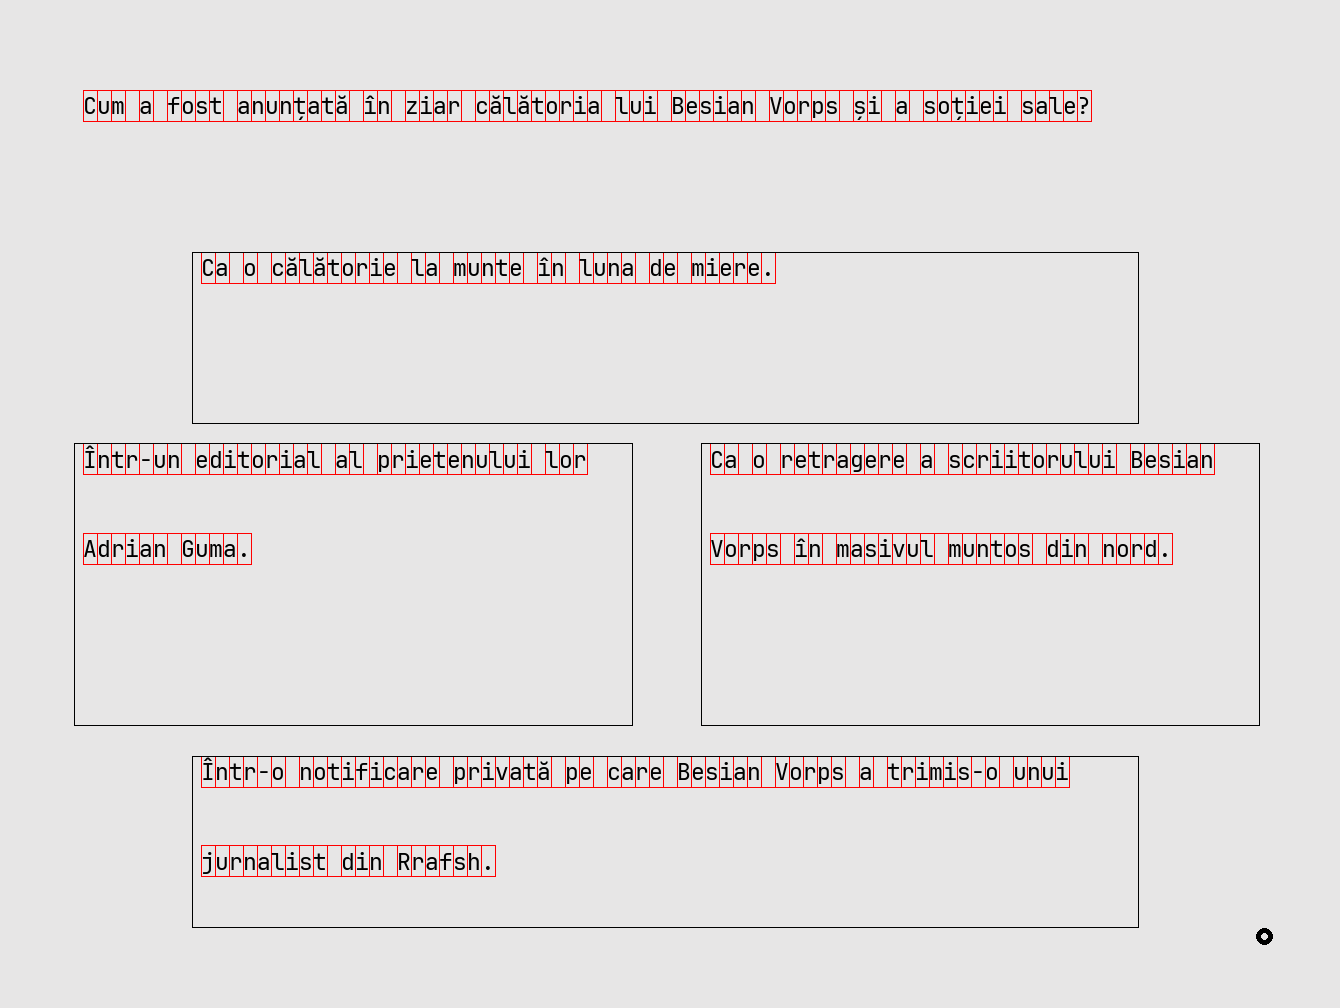 Cum a fost anunțată în ziar călătoria lui Besian Vorps și a soției sale?
Ca o călătorie la munte în luna de miere.
Într-un editorial al prietenului lor
Adrian Guma.
Ca o retragere a scriitorului Besian
Vorps în masivul muntos din nord.
Într-o notificare privată pe care Besian Vorps a trimis-o unui
jurnalist din Rrafsh.